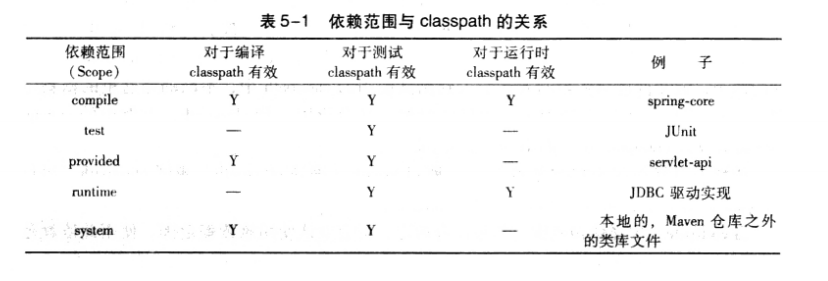 表 5-1 依赖范围与 classpath 的关系
依赖范围 对于编译 对于测试 对于运行时 例 子
(Scope) classpath 有效 classpath 有效 classpath 有效
compile Y Y Y spring-core
test — Y — JUnit
provided Y Y — servlet-api
runtime — Y Y JDBC 驱动实现
system Y Y — 本地的，Maven 仓库之外
的类库文件